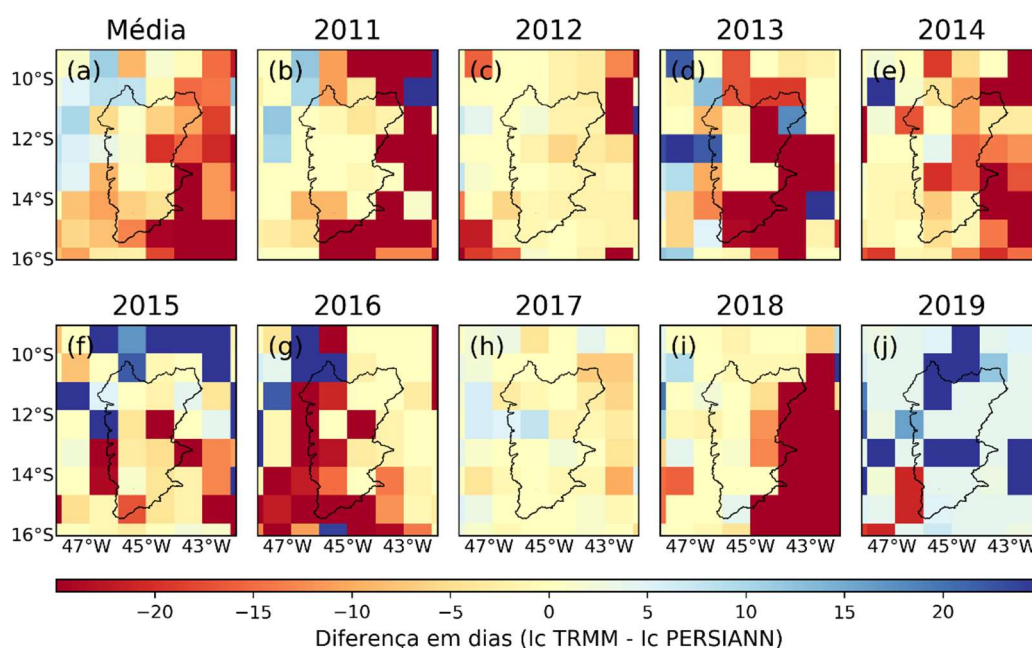 Média 2011 2012 2013 2014
(a) (b) (c) (d) (e)
10°S
12°S
14°S
16°S
2015 2016 2017 2018 2019
(f) (g) (h) (i) (j)
10°S
12°S
14°S
16°S
47°W 45°W 43°W 47°W 45°W 43°W 47°W 45°W 43°W 47°W 45°W 43°W 47°W 45°W 43°W
−20 −15 −10 −5 0 5 10 15 20
Diferença em dias (Ic TRMM - Ic PERSIANN)